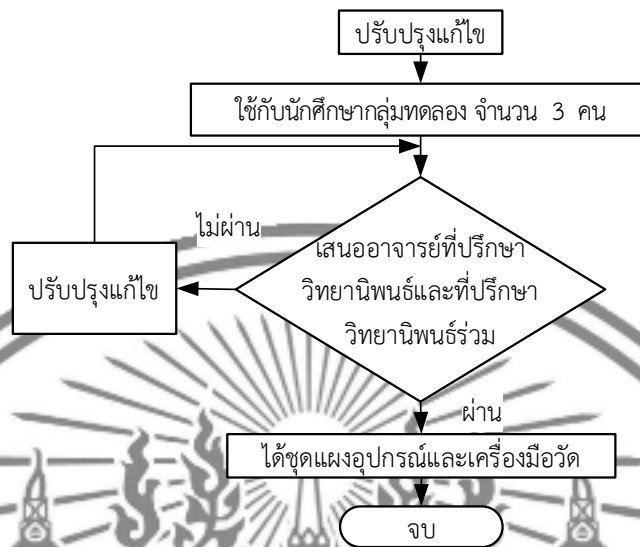 ปรับปรุงแก้ไข
ใช้กับนักศึกษากลุ่มทดลอง จำนวน 3 คน
ไม่ผ่าน
เสนออาจารย์ที่ปรึกษา
วิทยานิพนธ์และที่ปรึกษา
วิทยานิพนธ์ร่วม
ปรับปรุงแก้ไข
ผ่าน
ได้ชุดแผงอุปกรณ์และเครื่องมือวัด
จบ